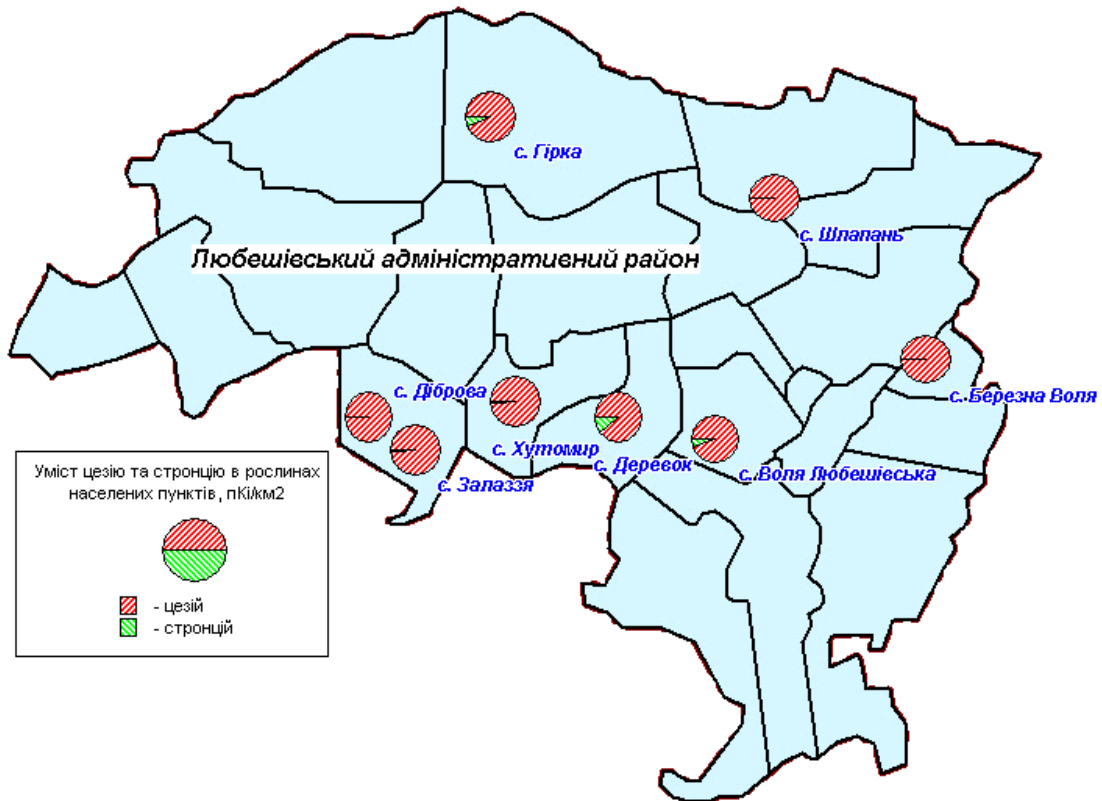 с. Гірка
с. Шлапань
Любешівський адміністративний район
с. Березна Воля
с. Діброва
с. Хутомир
с. Деревок
с. Воля Любешівська
с. Залаззя
Уміст цезію та стронцію в рослинах
населених пунктів, пКі/км2
- цезій
- стронцій